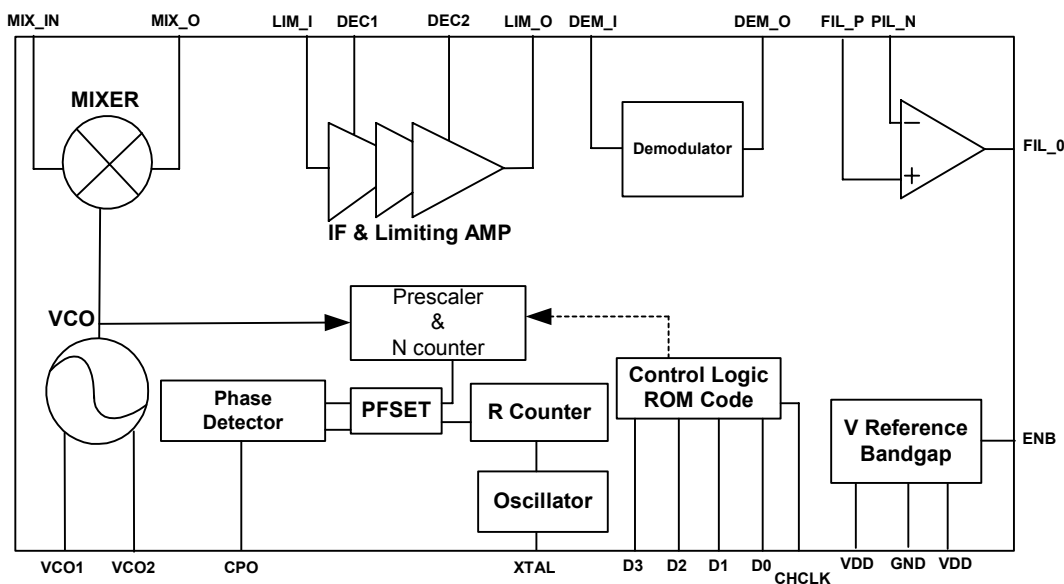 MIX_IN MIX_O LIM_I DEC1 DEC2 LIM_O DEM_I DEM_O FIL_P PIL_N
MIXER
Demodulator
FIL_0
IF & Limiting AMP
VCO
Prescaler
&
N counter
Phase
Detector
PFSET
R Counter
Control Logic
ROM Code
V Reference
Bandgap
ENB
Oscillator
VCO1 VCO2 CPO XTAL D3 D2 D1 D0 CHCLK VDD GND VDD